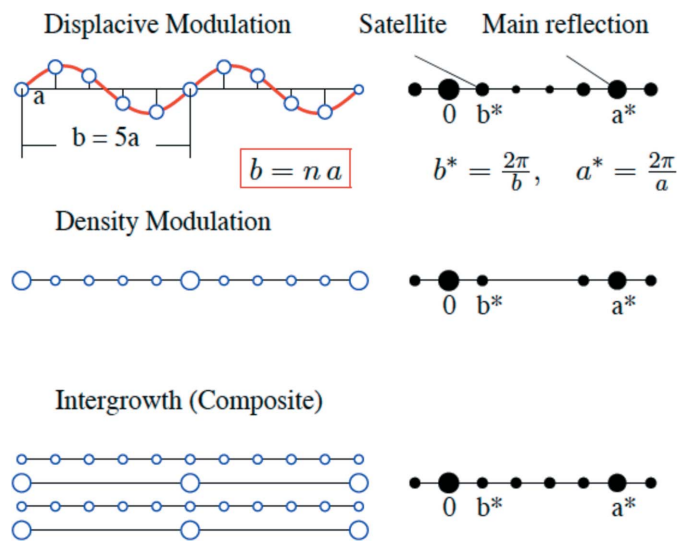 Displacive Modulation Satellite Main reflection
a
0 b* a*
b = 5a
b = n a b* = 2π/b, a* = 2π/a
Density Modulation
0 b* a*
Intergrowth (Composite)
0 b* a*